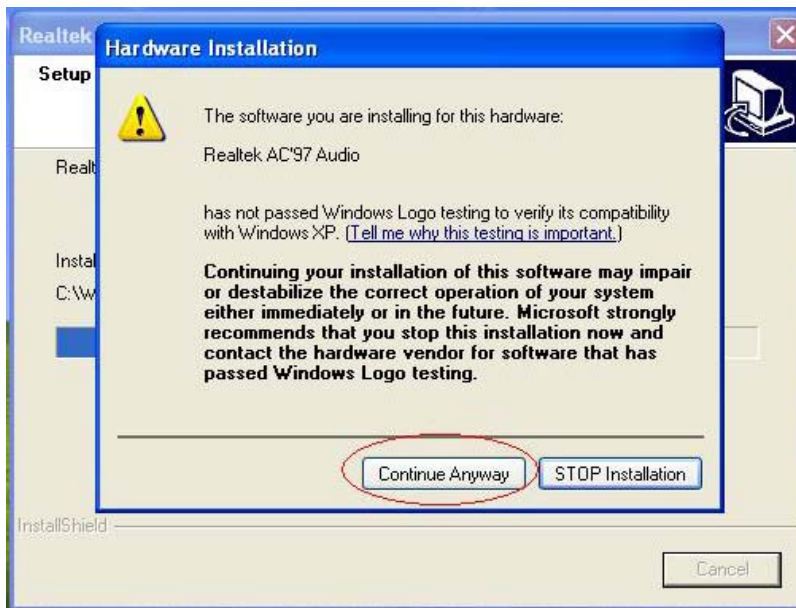 Realtek
Hardware Installation
Setup
The software you are installing for this hardware:
Realtek AC'97 Audio
has not passed Windows Logo testing to verify its compatibility
with Windows XP. (Tell me why this testing is important.)
Continuing your installation of this software may impair
or destabilize the correct operation of your system
either immediately or in the future. Microsoft strongly
recommends that you stop this installation now and
contact the hardware vendor for software that has
passed Windows Logo testing.
Continue Anyway
STOP Installation
InstallShield
Cancel